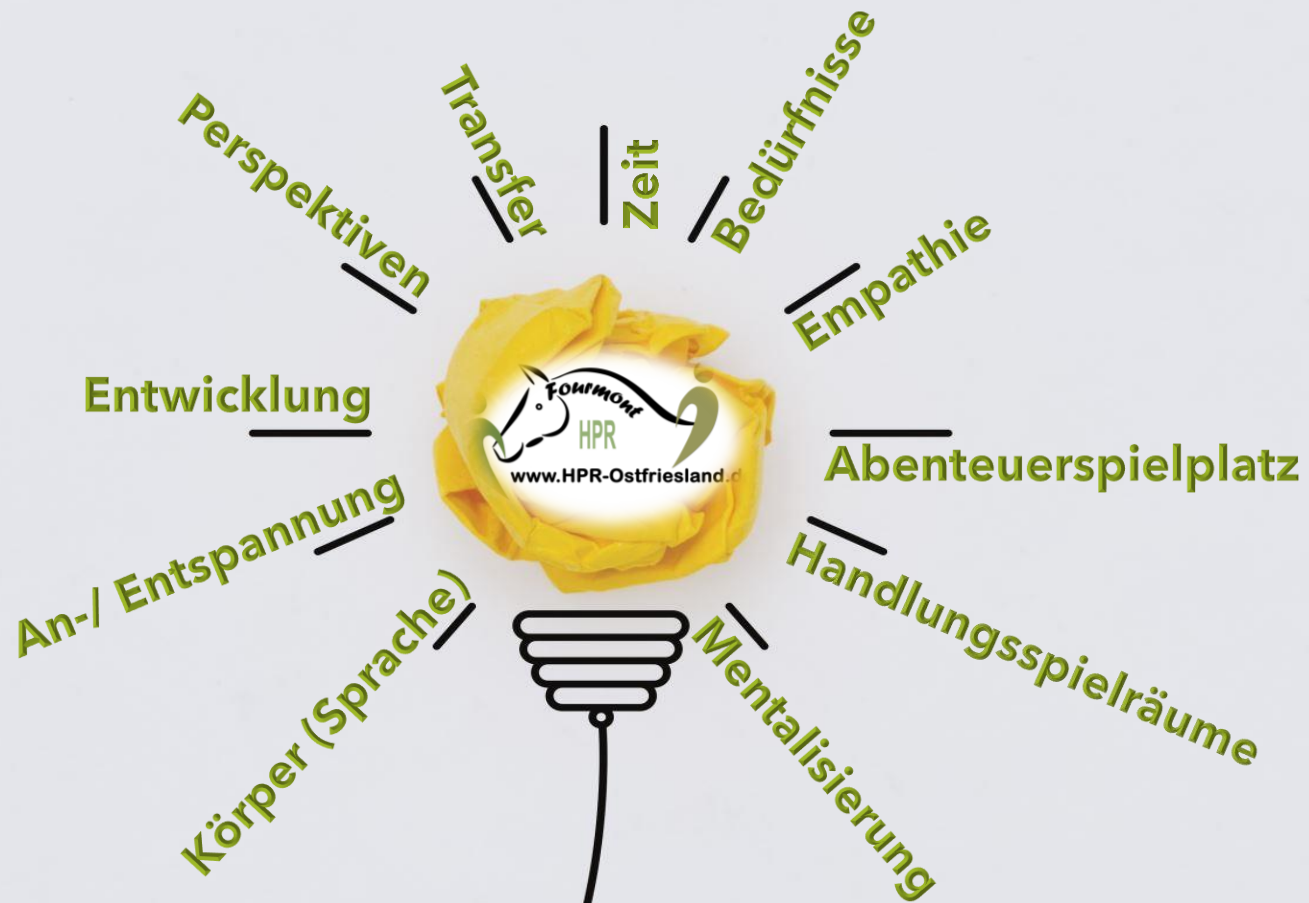 Perspektiven
Transfer
Zeit
Bedürfnisse
Empathie
Entwicklung
Abenteuerspielplatz
An-/ Entspannung
Handlungsspielräume
Körper (Sprache)
Mentalisierung
Fourmont
HPR
www.HPR-Ostfriesland.d